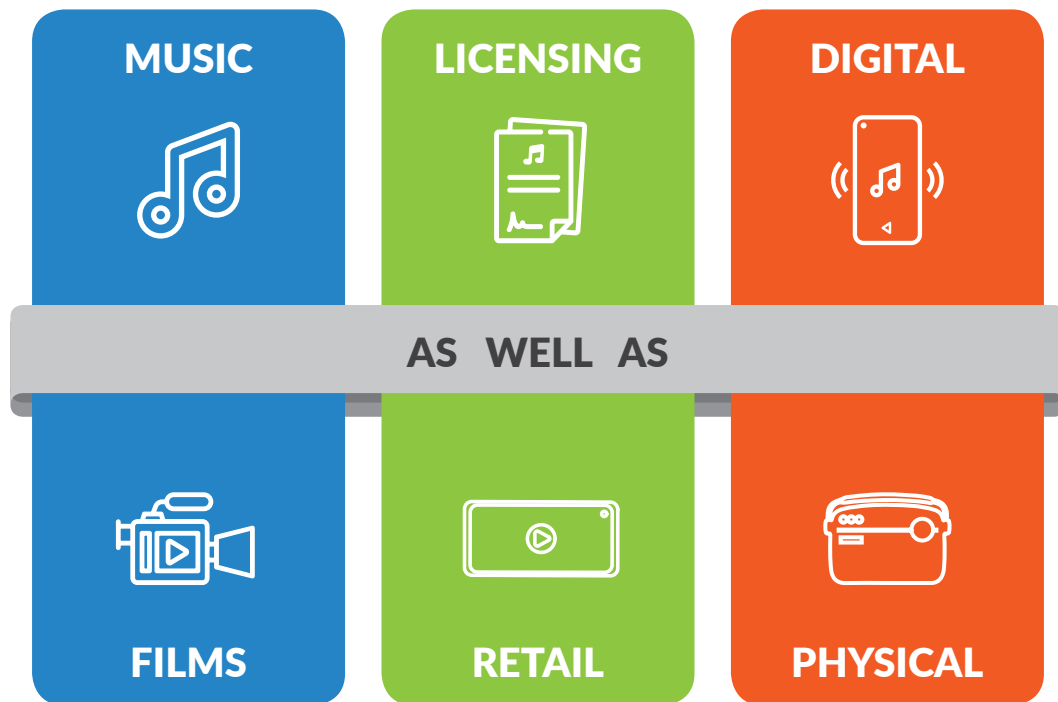 MUSIC
LICENSING
DIGITAL
AS WELL AS
FILMS
RETAIL
PHYSICAL